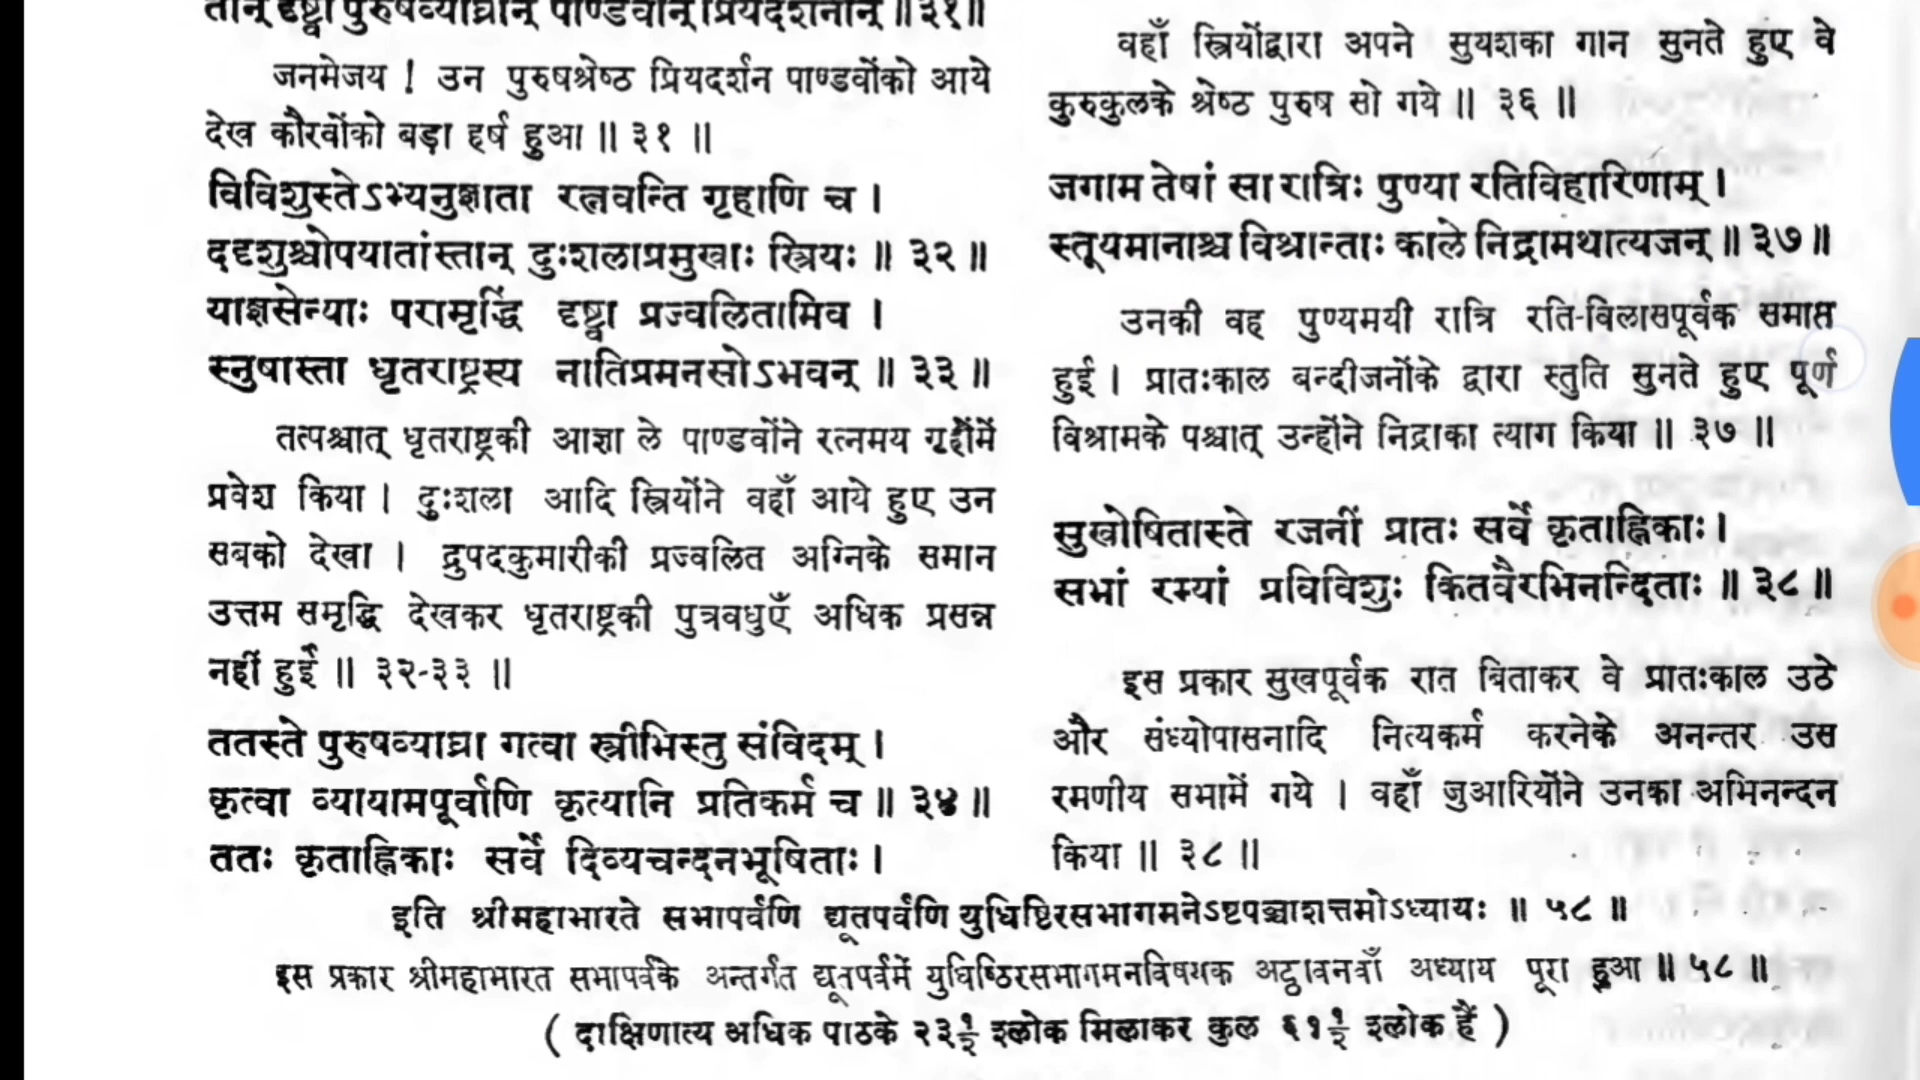 तान् दृष्ट्वा पुरुषव्याघ्रान् पाण्डवान् प्रियदर्शनान् ॥ ३१ ॥
जनमेजय ! उन पुरुषश्रेष्ठ प्रियदर्शन पाण्डवोंको आये
देख कौरवोंको बड़ा हर्ष हुआ ॥ ३१ ॥
विविशुस्तेऽभ्यनुज्ञाता रत्नवन्ति गृहाणि च ।
ददृशुश्चोपयातांस्तान् दुःशलाप्रमुखाः स्त्रियः ॥ ३२ ॥
याज्ञसेन्याः परामृद्धिं दृष्ट्वा प्रज्वलितामिव ।
स्नुषास्ता धृतराष्ट्रस्य नातिप्रमनसोऽभवन् ॥ ३३ ॥
तत्पश्चात् धृतराष्ट्रकी आज्ञा ले पाण्डवोंने रत्नमय गृहोंमें
प्रवेश किया । दुःशला आदि स्त्रियोंने वहाँ आये हुए उन
सबको देखा । द्रुपदकुमारीकी प्रज्वलित अग्निके समान
उत्तम समृद्धि देखकर धृतराष्ट्रकी पुत्रवधुएँ अधिक प्रसन्न
नहीं हुईं ॥ ३२-३३ ॥
ततस्ते पुरुषव्याघ्रा गत्वा स्त्रीभिस्तु संविदम् ।
कृत्वा व्यायामपूर्वाणि कृत्यानि प्रतिकर्म च ॥ ३४ ॥
ततः कृताह्निकाः सर्वे दिव्यचन्दनभूषिताः ।
वहाँ स्त्रियोंद्वारा अपने सुयशका गान सुनते हुए वे
कुरुकुलके श्रेष्ठ पुरुष सो गये ॥ ३६ ॥
जगाम तेषां सा रात्रिः पुण्या रतिविहारिणाम् ।
स्तूयमानाश्च विश्रान्ताः काले निद्रामथात्यजन् ॥ ३७ ॥
उनकी वह पुण्यमयी रात्रि रति-विलासपूर्वक समाप्त
हुई । प्रातःकाल बन्दीजनोंके द्वारा स्तुति सुनते हुए पूर्ण
विश्रामके पश्चात् उन्होंने निद्राका त्याग किया ॥ ३७ ॥
सुखोषितास्ते रजनीं प्रातः सर्वे कृताह्निकाः ।
सभां रम्यां प्रविविशुः कितवैरभिनन्दिताः ॥ ३८ ॥
इस प्रकार सुखपूर्वक रात बिताकर वे प्रातःकाल उठे
और संध्योपासनादि नित्यकर्म करनेके अनन्तर उस
रमणीय सभामें गये । वहाँ जुआरियोंने उनका अभिनन्दन
किया ॥ ३८ ॥
इति श्रीमहाभारते सभापर्वणि द्यूतपर्वणि युधिष्ठिरसभागमनेऽष्टपञ्चाशत्तमोऽध्यायः ॥ ५८ ॥
इस प्रकार श्रीमहाभारत सभापर्वके अन्तर्गत द्यूतपर्वमें युधिष्ठिरसभागमनविषयक अट्ठावनवाँ अध्याय पूरा हुआ ॥ ५८ ॥
( दाक्षिणात्य अधिक पाठके २३१/२ श्लोक मिलाकर कुल ६११/२ श्लोक हैं )